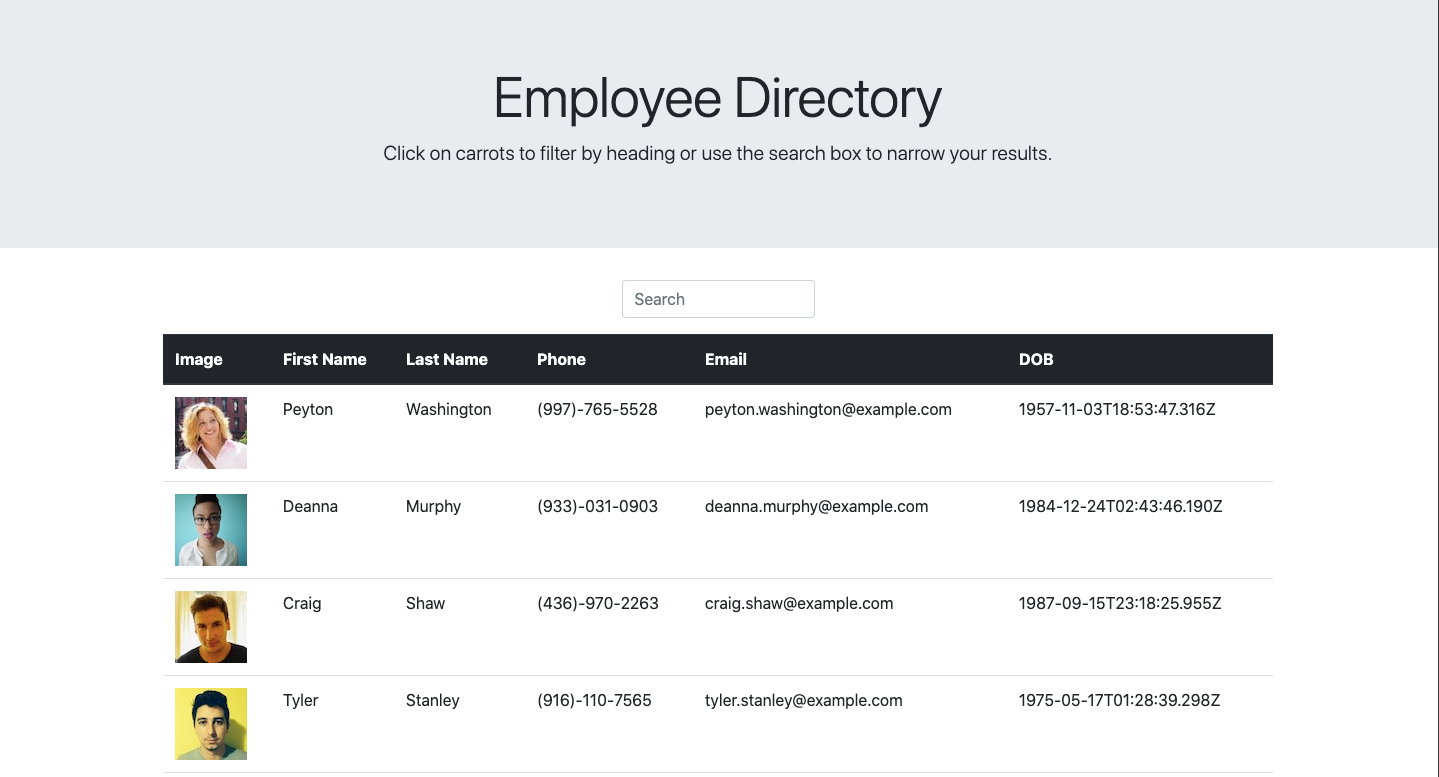 Employee Directory
Click on carrots to filter by heading or use the search box to narrow your results.
Search
Image First Name Last Name Phone Email DOB
Peyton Washington (997)-765-5528 peyton.washington@example.com 1957-11-03T18:53:47.316Z
Deanna Murphy (933)-031-0903 deanna.murphy@example.com 1984-12-24T02:43:46.190Z
Craig Shaw (436)-970-2263 craig.shaw@example.com 1987-09-15T23:18:25.955Z
Tyler Stanley (916)-110-7565 tyler.stanley@example.com 1975-05-17T01:28:39.298Z